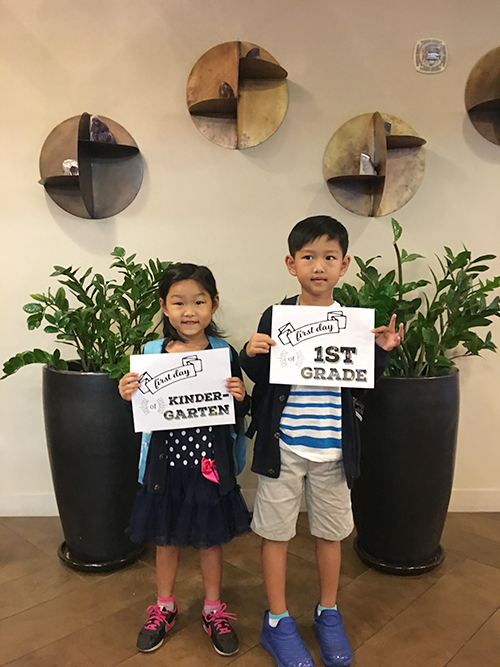 first day
of
KINDER-
GARTEN
first day
of
1ST
GRADE